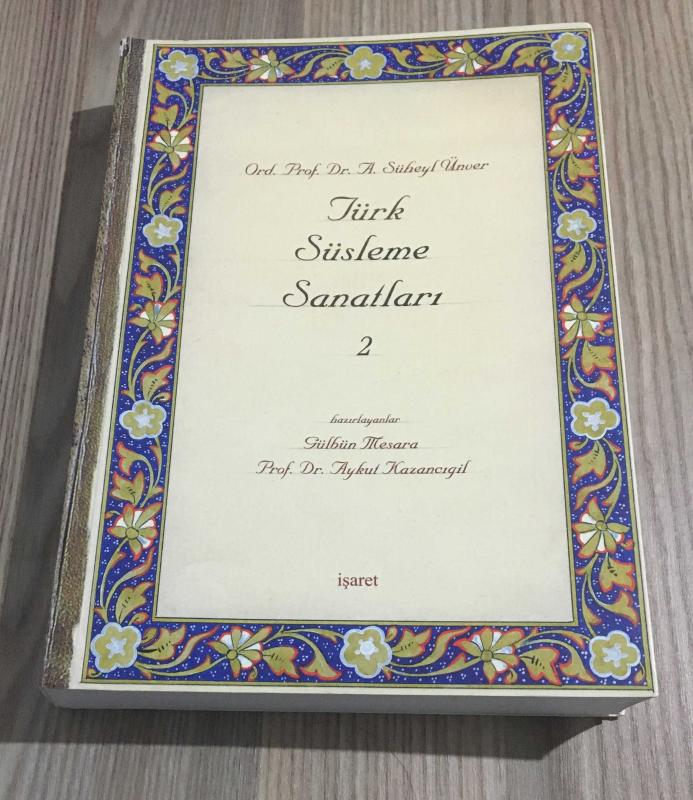 Ord. Prof. Dr. A. Süheyl Ünver
Türk
Süsleme
Sanatları
2
hazırlayanlar
Gülbün Mesara
Prof. Dr. Aykut Kazancıgil
işaret